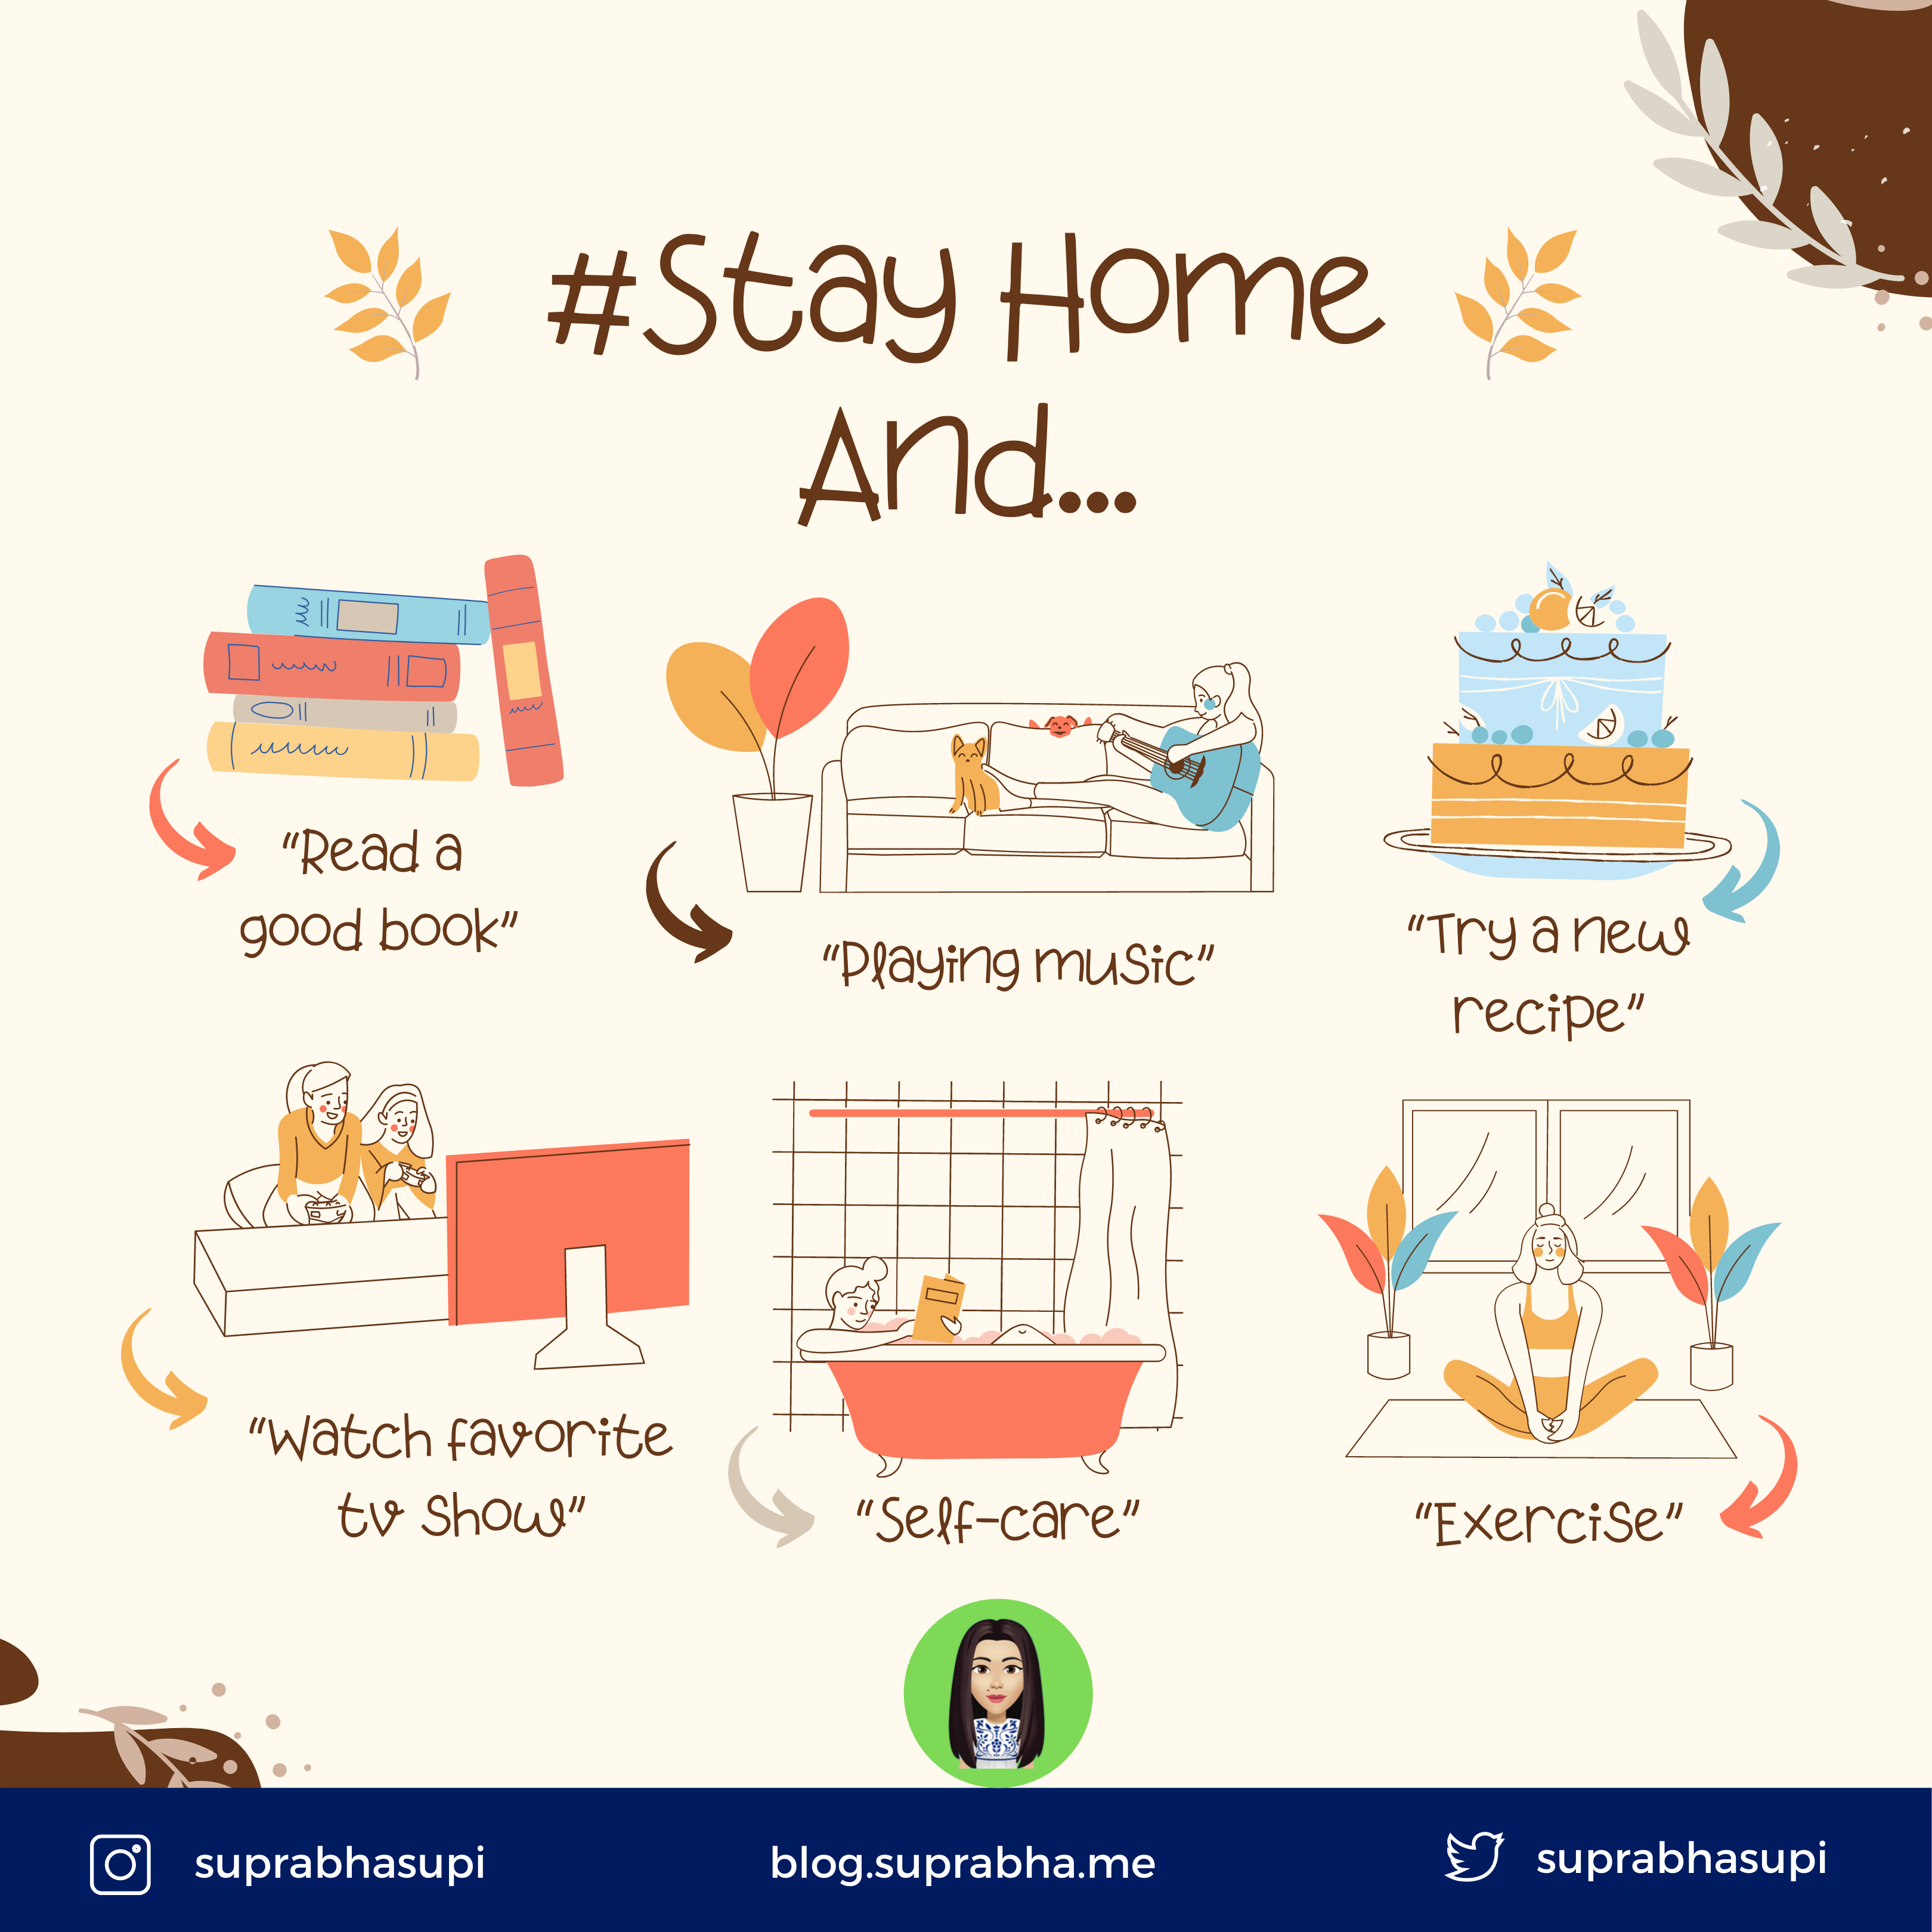 #Stay Home
And...
“Read a
good book”
“Playing music”
“Try a new
recipe”
“Watch favorite
tv Show”
“Self-care”
“Exercise”
suprabhasupi
blog.suprabha.me
suprabhasupi